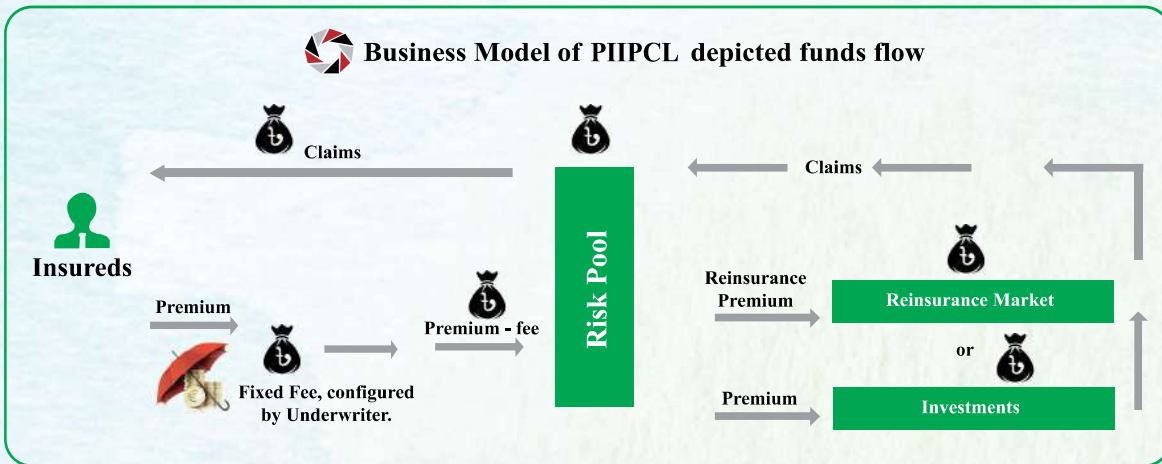 Business Model of PIIPCL depicted funds flow
৳
৳
Claims
Claims
Insureds
Risk Pool
Premium
৳
Fixed Fee, configured
by Underwriter.
৳
Premium - fee
Reinsurance
Premium
৳
Reinsurance Market
or
৳
Premium
Investments